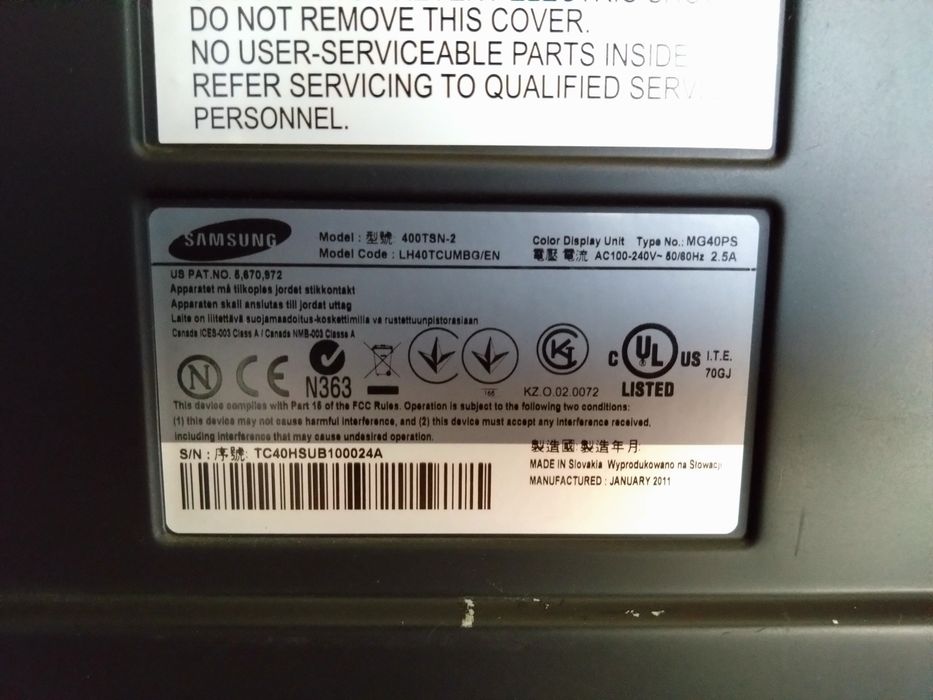 DO NOT REMOVE THIS COVER.
NO USER-SERVICEABLE PARTS INSIDE
REFER SERVICING TO QUALIFIED SERV
PERSONNEL.
SAMSUNG
Model : 型號: 400TSN-2
Model Code : LH40TCUMBG/EN
Color Display Unit Type No.: MG40PS
電壓 電流 AC100-240V~ 50/60Hz 2.5A
US PAT.NO. 5,670,972
Apparatet må tilkoples jordet stikkontakt
Apparaten skall anslutas till jordat uttag
Laite on liitettävä suojamaadoitus-koskettimilla va rustettuunpistorasiaan
Canada ICES-003 Class A / Canada NMB-003 Classe A
N CE N363 166 KZ.O.02.0072 C UL US LISTED I.T.E. 70GJ
This device complies with Part 15 of the FCC Rules. Operation is subject to the following two conditions:
(1) this device may not cause harmful interference, and (2) this device must accept any interference received,
including interference that may cause undesired operation.
S/N : 序號: TC40HSUB100024A
製造國: 製造年月:
MADE IN Slovakia Wyprodukowano na Słowacji
MANUFACTURED : JANUARY 2011